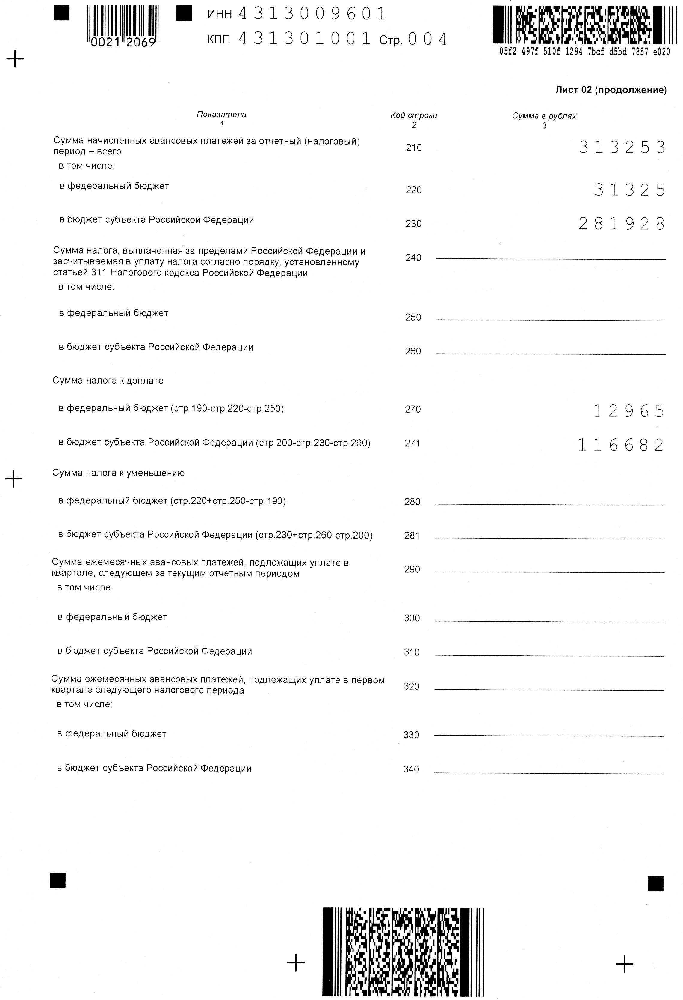 ИНН 4313009601
0021 2069
КПП 431301001 Стр. 004
05f2 497f 510f 1294 7bcf d5bd 7857 e020
Лист 02 (продолжение)
Показатели Код строки Сумма в рублях
1 2 3
Сумма начисленных авансовых платежей за отчетный (налоговый)
период – всего 210 313253
в том числе:
в федеральный бюджет 220 31325
в бюджет субъекта Российской Федерации 230 281928
Сумма налога, выплаченная за пределами Российской Федерации и
засчитываемая в уплату налога согласно порядку, установленному 240
статьей 311 Налогового кодекса Российской Федерации
в том числе:
в федеральный бюджет 250
в бюджет субъекта Российской Федерации 260
Сумма налога к доплате
в федеральный бюджет (стр.190-стр.220-стр.250) 270 12965
в бюджет субъекта Российской Федерации (стр.200-стр.230-стр.260) 271 116682
Сумма налога к уменьшению
в федеральный бюджет (стр.220+стр.250-стр.190) 280
в бюджет субъекта Российской Федерации (стр.230+стр.260-стр.200) 281
Сумма ежемесячных авансовых платежей, подлежащих уплате в
квартале, следующем за текущим отчетным периодом 290
в том числе:
в федеральный бюджет 300
в бюджет субъекта Российской Федерации 310
Сумма ежемесячных авансовых платежей, подлежащих уплате в первом
квартале следующего налогового периода 320
в том числе:
в федеральный бюджет 330
в бюджет субъекта Российской Федерации 340